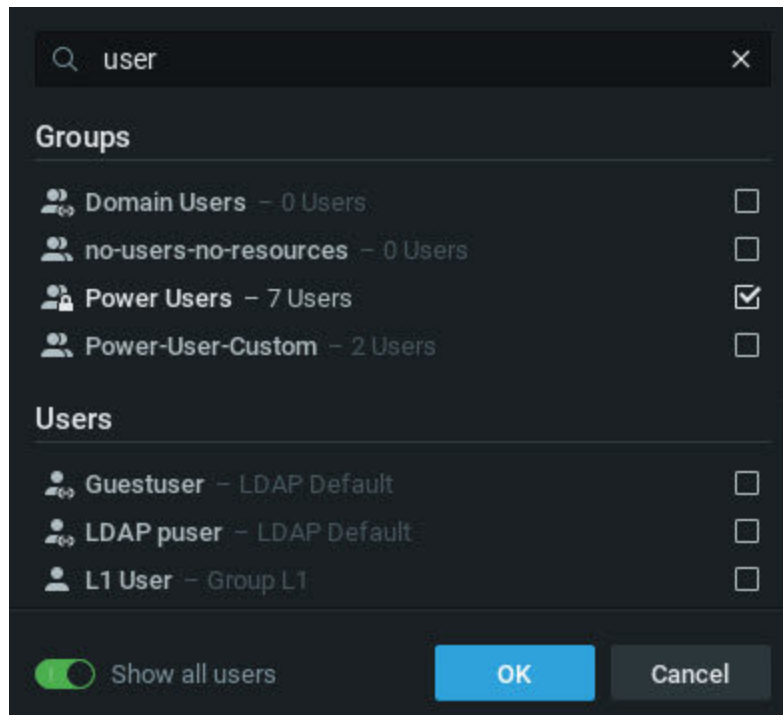 user
Groups
Domain Users – 0 Users
no-users-no-resources – 0 Users
Power Users – 7 Users
Power-User-Custom – 2 Users
Users
Guestuser – LDAP Default
LDAP puser – LDAP Default
L1 User – Group L1
Show all users
OK Cancel